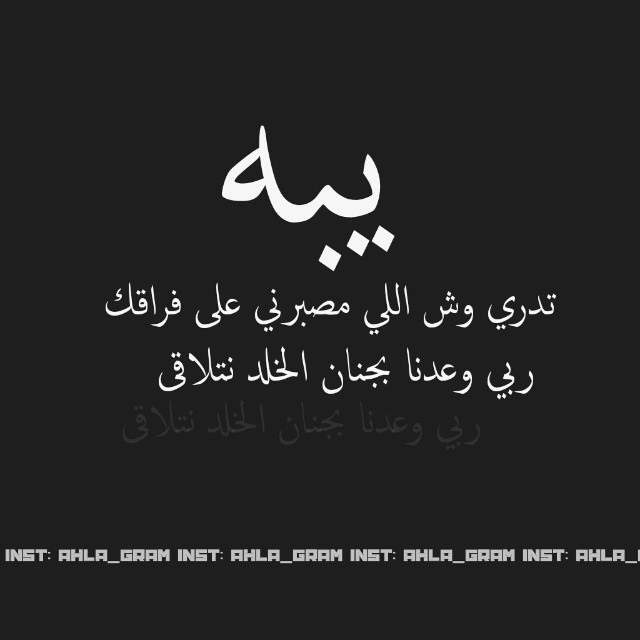 يبه
تدري وش اللي مصبرني على فراقك
ربي وعدنا بجنان الخلد نتلاقى
ربي وعدنا بجنان الخلد نتلاقى
INST: AHLA_GRAM INST: AHLA_GRAM INST: AHLA_GRAM INST: AHLA_